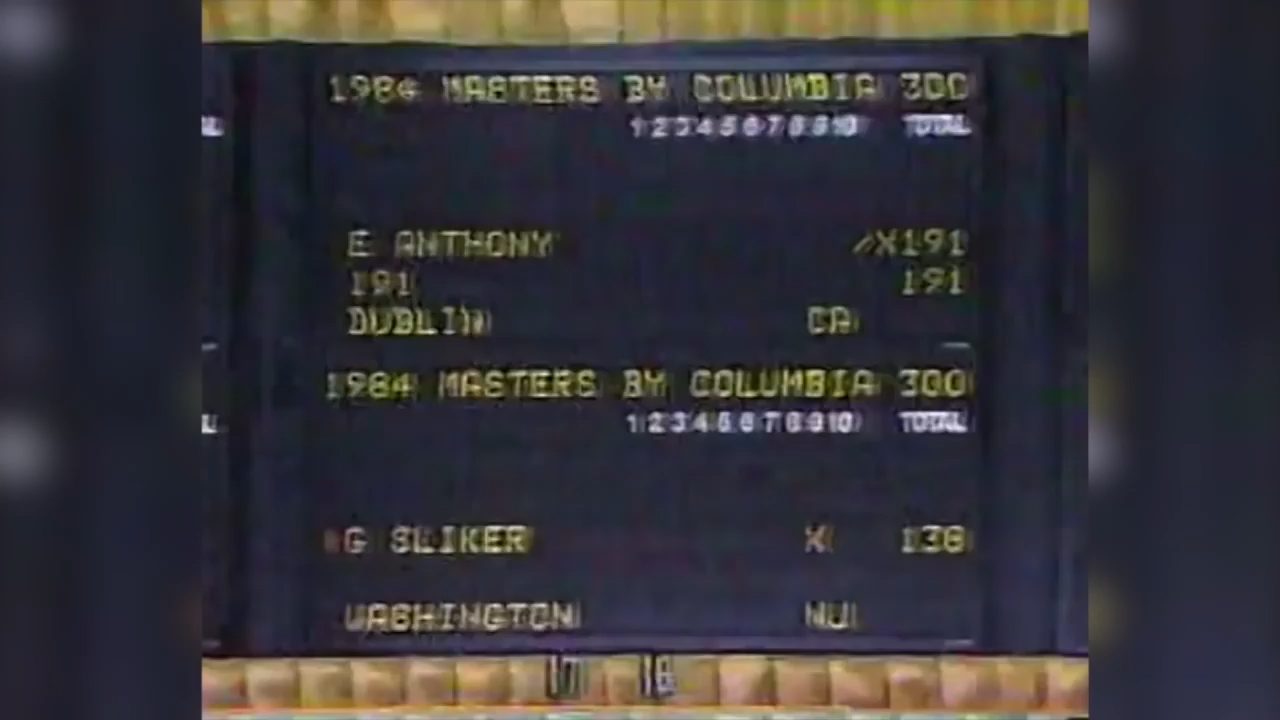 1984 MASTERS BY COLUMBIA 300
1 2 3 4 5 6 7 8 9 10 TOTAL
E ANTHONY /X191
191 191
DUBLIN CA
1984 MASTERS BY COLUMBIA 300
1 2 3 4 5 6 7 8 9 10 TOTAL
G SLIKER X 138
WASHINGTON
17 18